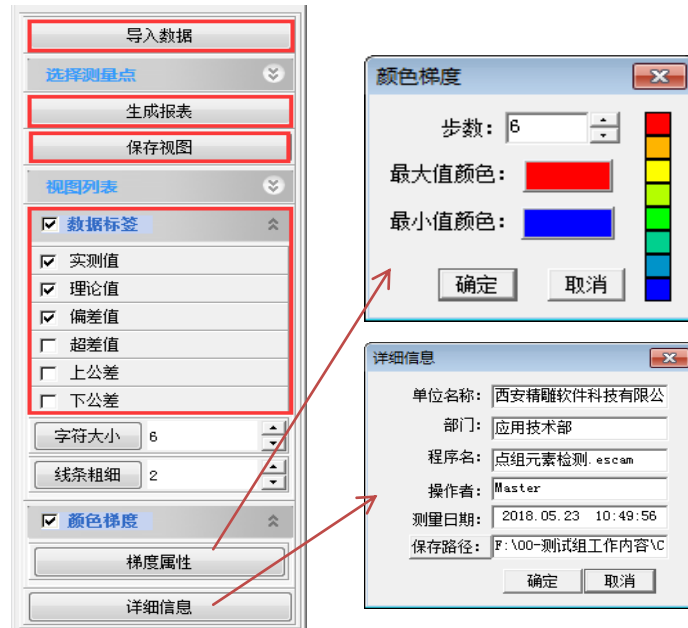 导入数据
选择测量点
生成报表
保存视图
视图列表
数据标签
实测值
理论值
偏差值
超差值
上公差
下公差
字符大小 6
线条粗细 2
颜色梯度
梯度属性
详细信息
颜色梯度
步数: 6
最大值颜色:
最小值颜色:
确定 取消
详细信息
单位名称: 西安精雕软件科技有限公
部门: 应用技术部
程序名: 点组元素检测.escam
操作者: Master
测量日期: 2018.05.23 10:49:56
保存路径: F:\00-测试组工作内容\C
确定 取消